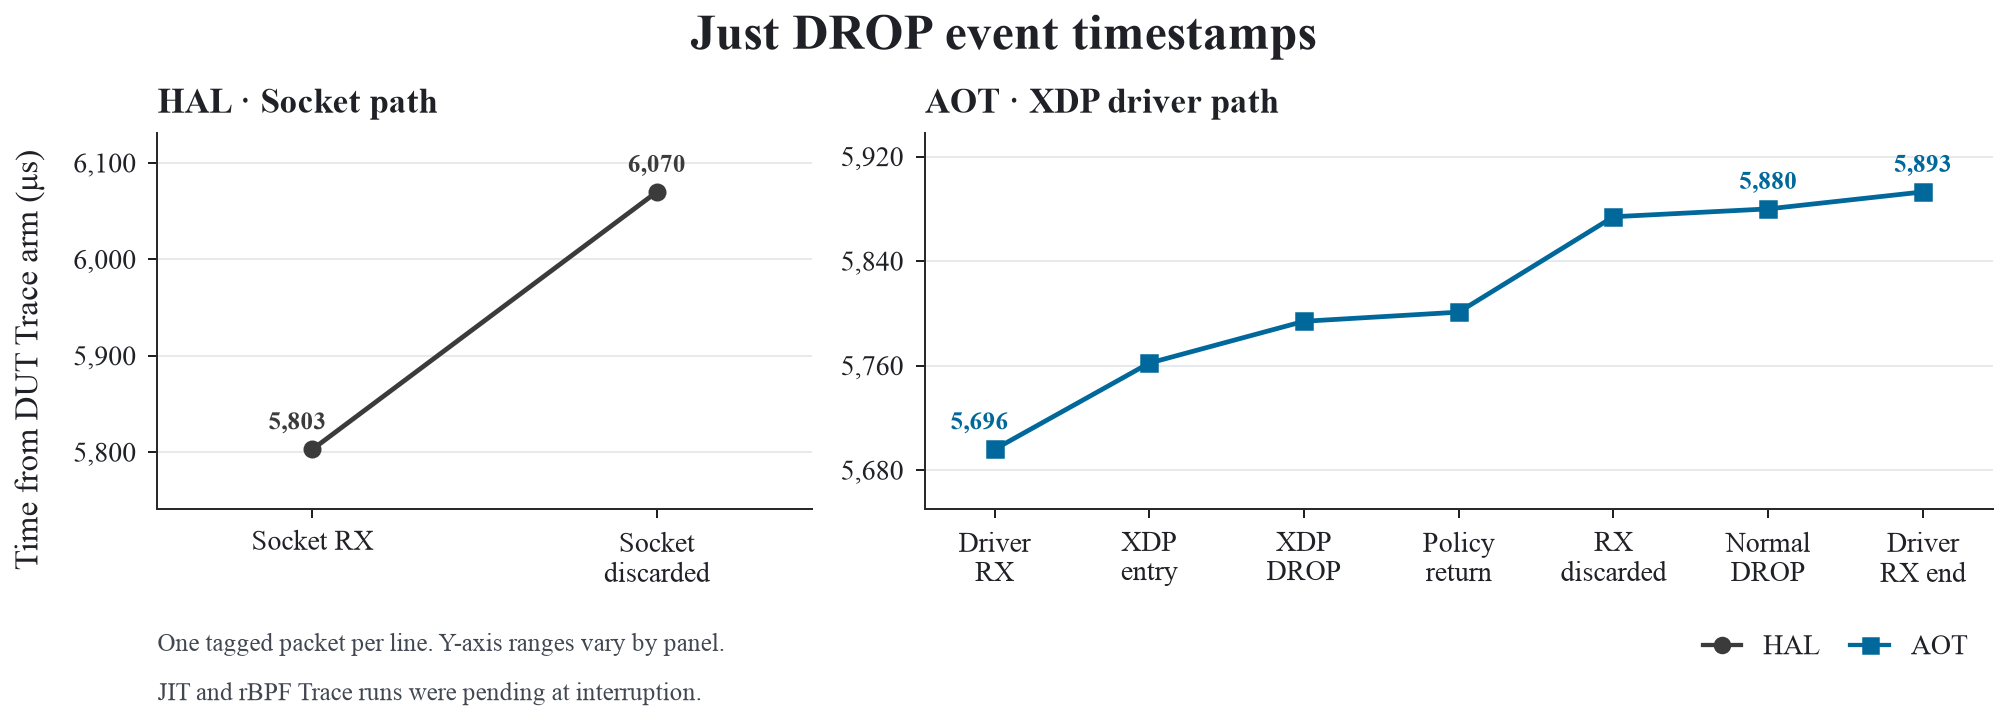 Just DROP event timestamps
HAL · Socket path
Time from DUT Trace arm (µs)
6,100
6,000
5,900
5,800
5,803
6,070
Socket RX
Socket
discarded
AOT · XDP driver path
5,920
5,840
5,760
5,680
5,696
5,880
5,893
Driver
RX
XDP
entry
XDP
DROP
Policy
return
RX
discarded
Normal
DROP
Driver
RX end
One tagged packet per line. Y-axis ranges vary by panel.
JIT and rBPF Trace runs were pending at interruption.
HAL
AOT